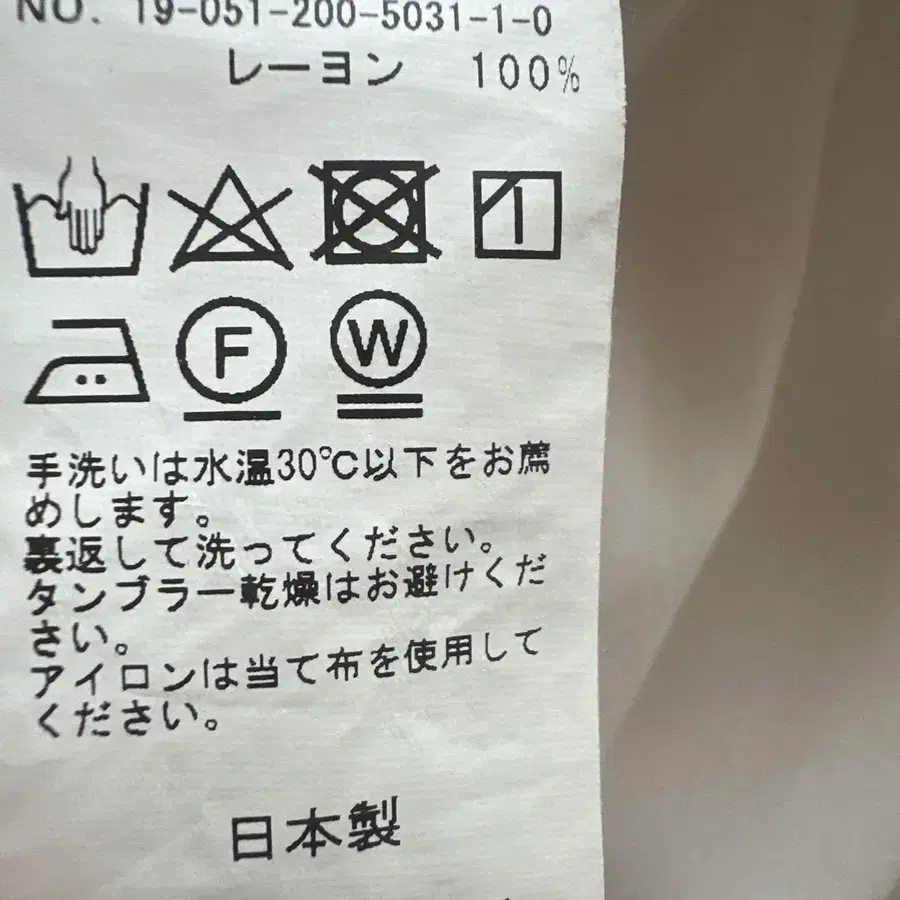 NO. 19-051-200-5031-1-0
レーヨン 100%
F W
手洗いは水温30℃以下をお薦
めします。
裏返して洗ってください。
タンブラー乾燥はお避けくだ
さい。
アイロンは当て布を使用して
ください。
日本製